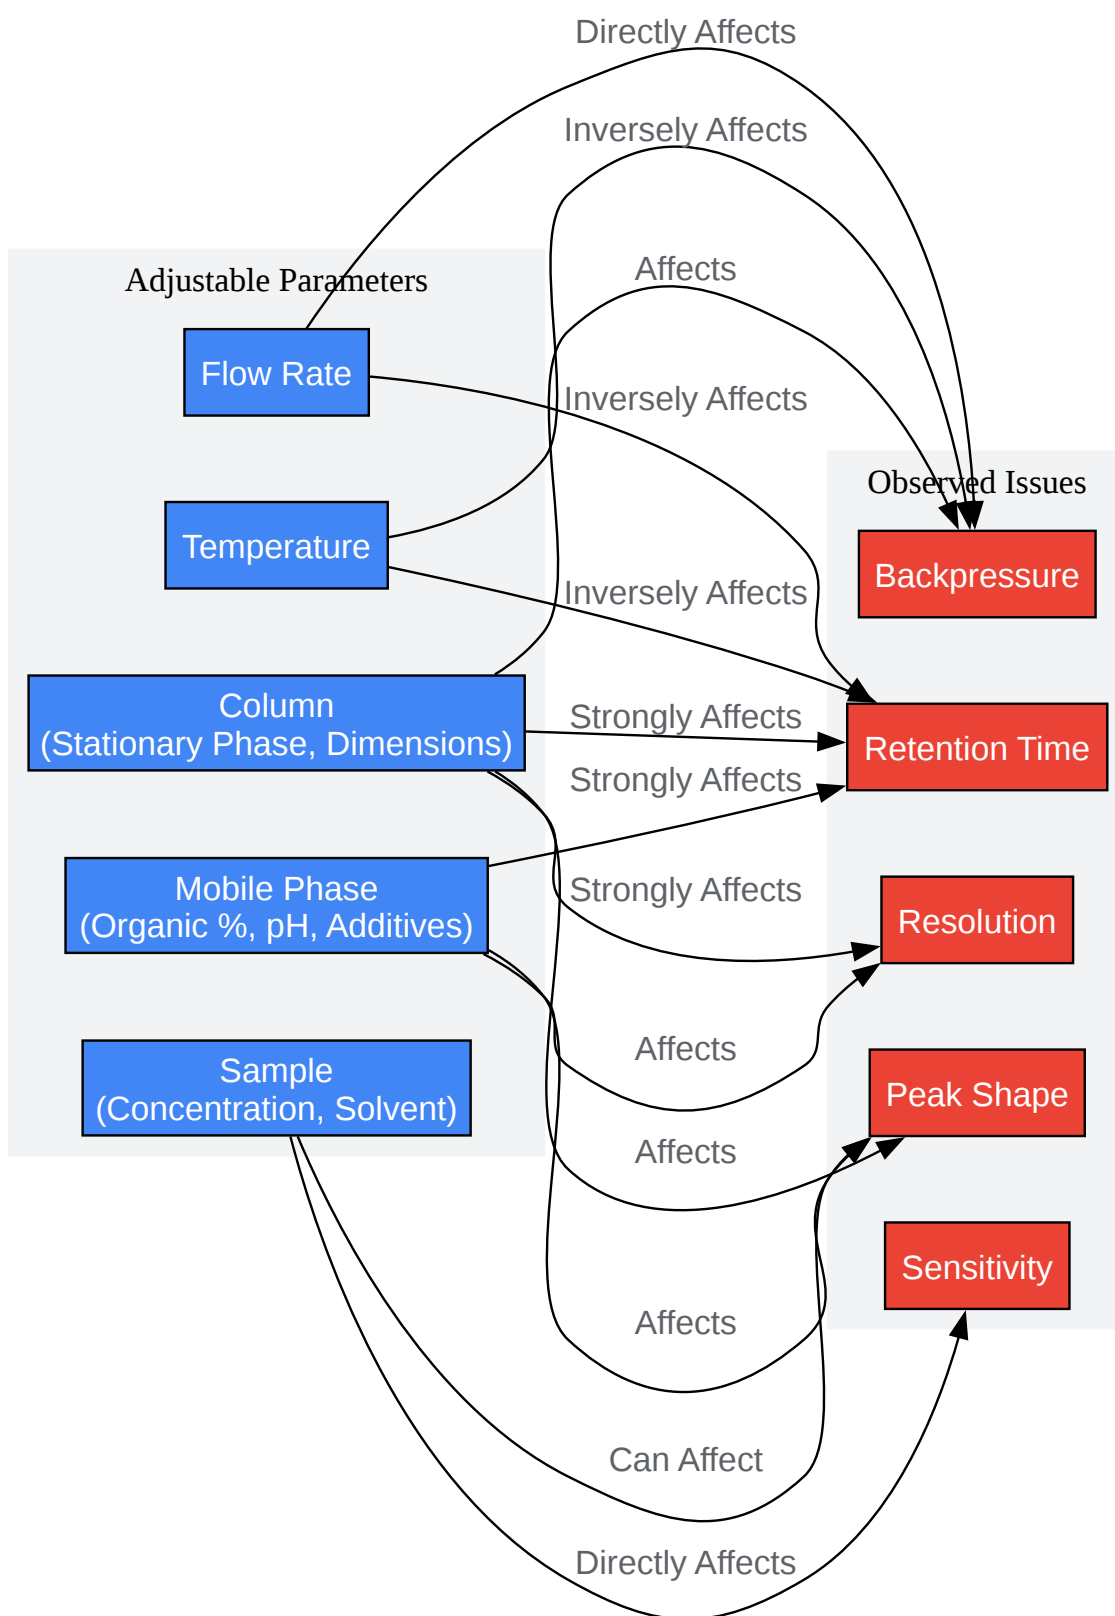 Directly Affects
Inversely Affects
Affects
Adjustable Parameters
Flow Rate
Inversely Affects
Observed Issues
Temperature
Backpressure
Inversely Affects
Column
(Stationary Phase, Dimensions)
Strongly Affects
Retention Time
Strongly Affects
Mobile Phase
(Organic %, pH, Additives)
Strongly Affects
Resolution
Affects
Sample
(Concentration, Solvent)
Peak Shape
Affects
Sensitivity
Affects
Can Affect
Directly Affects